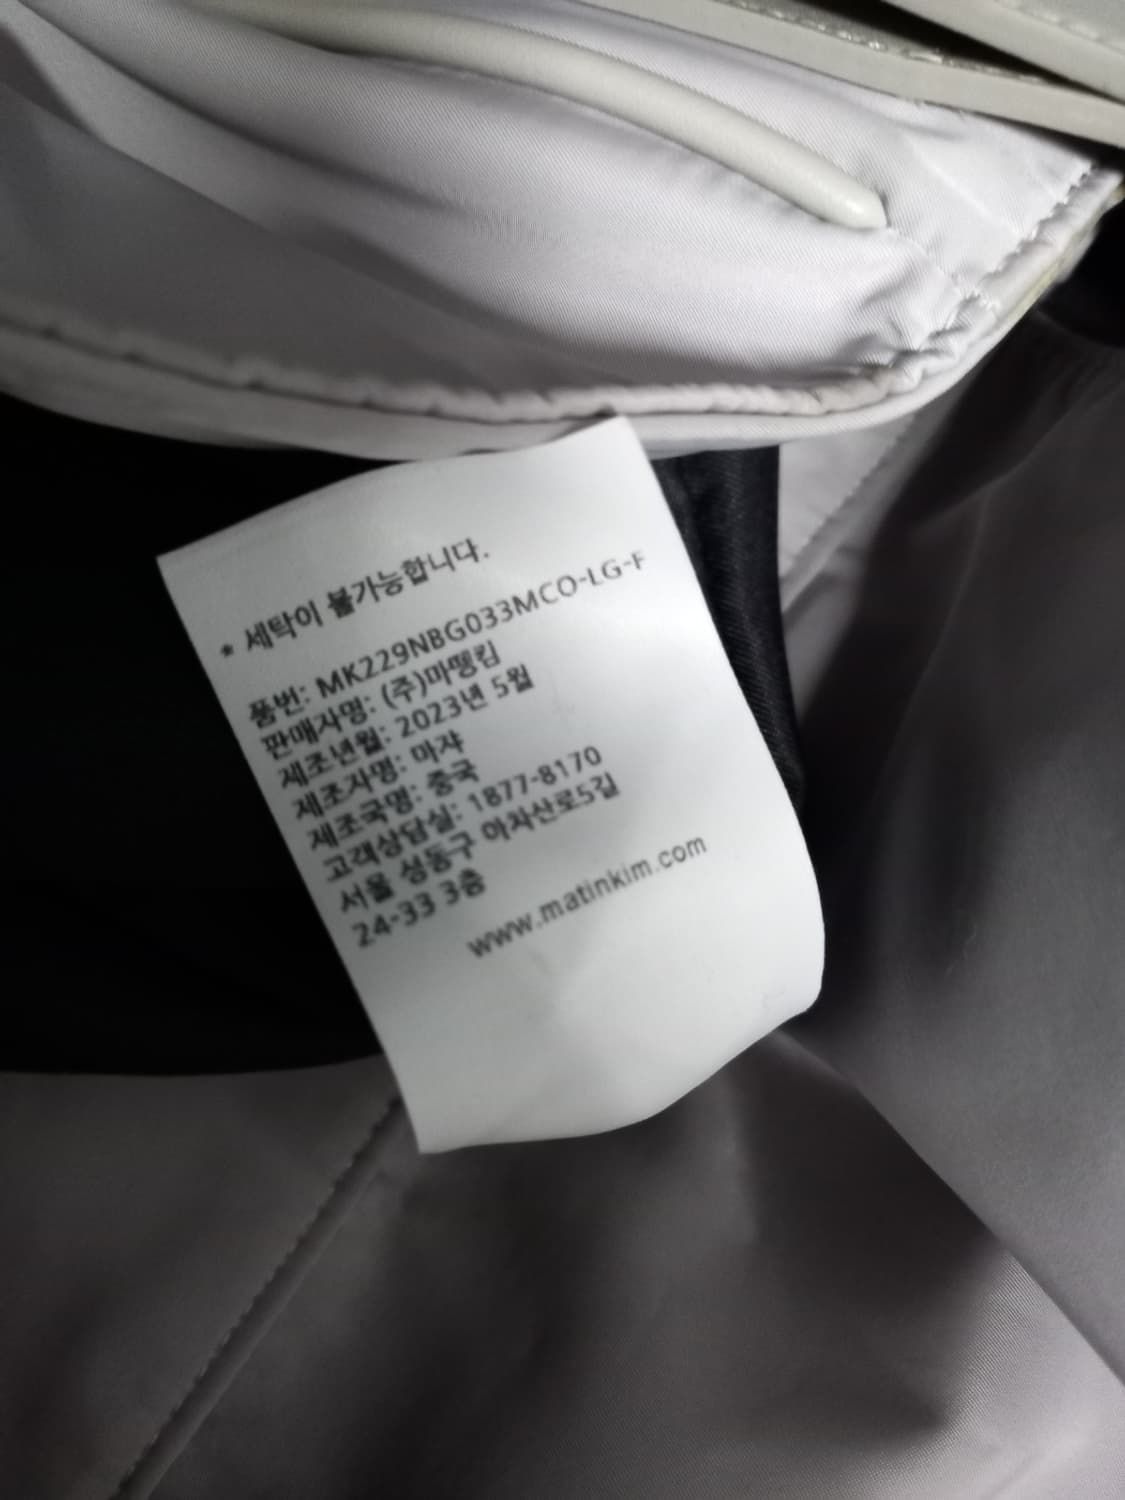 * 세탁이 불가능합니다.
품번: MK229NBG033MCO-LG-F
판매자명: (주)마뗑킴
제조년월: 2023년 5월
제조자명: 마쟈
제조국명: 중국
고객상담실: 1877-8170
서울 성동구 아차산로5길
24-33 3층
www.matinkim.com